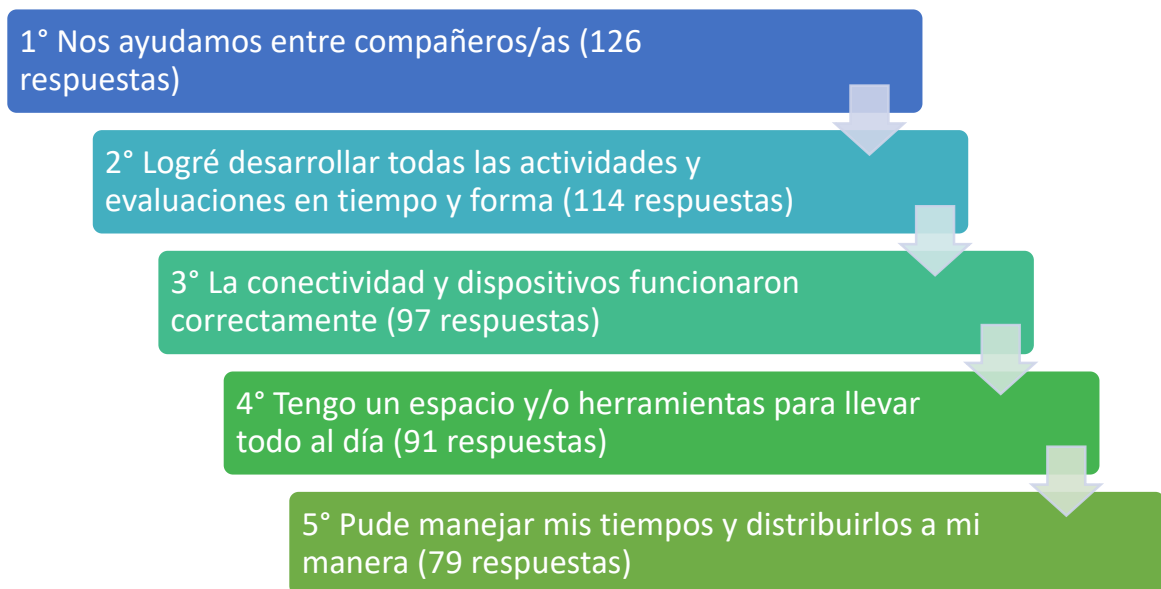 1° Nos ayudamos entre compañeros/as (126
respuestas)
2° Logré desarrollar todas las actividades y
evaluaciones en tiempo y forma (114 respuestas)
3° La conectividad y dispositivos funcionaron
correctamente (97 respuestas)
4° Tengo un espacio y/o herramientas para llevar
todo al día (91 respuestas)
5° Pude manejar mis tiempos y distribuirlos a mi
manera (79 respuestas)